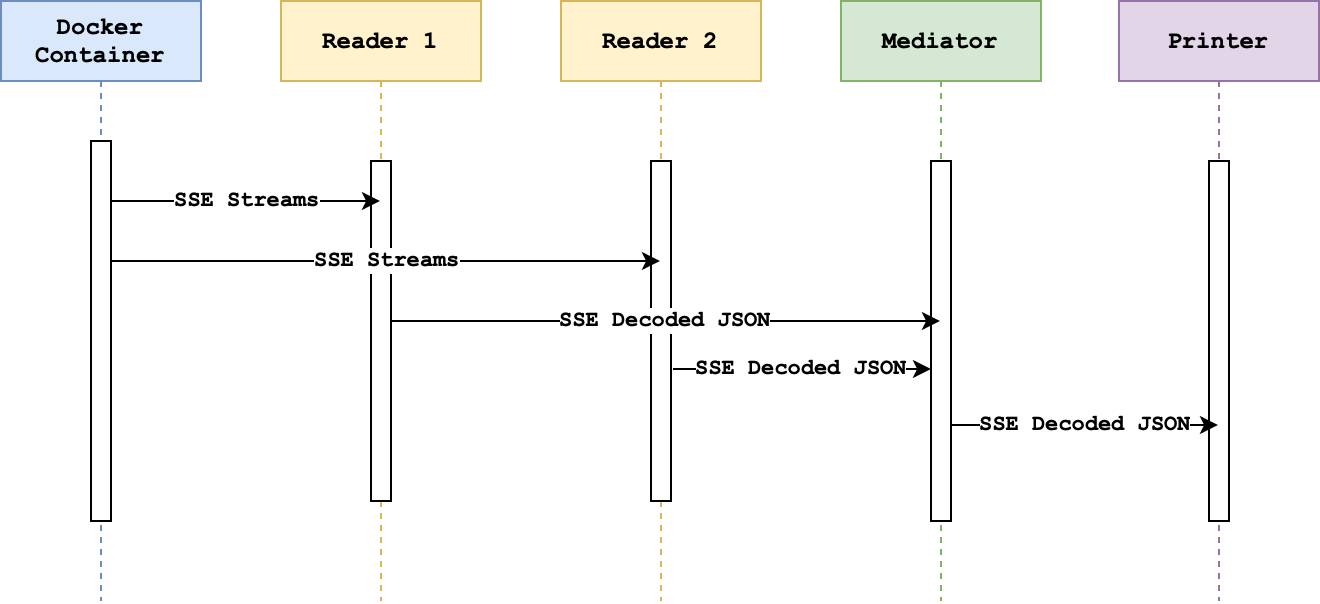 Docker
Container
Reader 1
Reader 2
Mediator
Printer
SSE Streams
SSE Streams
SSE Decoded JSON
SSE Decoded JSON
SSE Decoded JSON